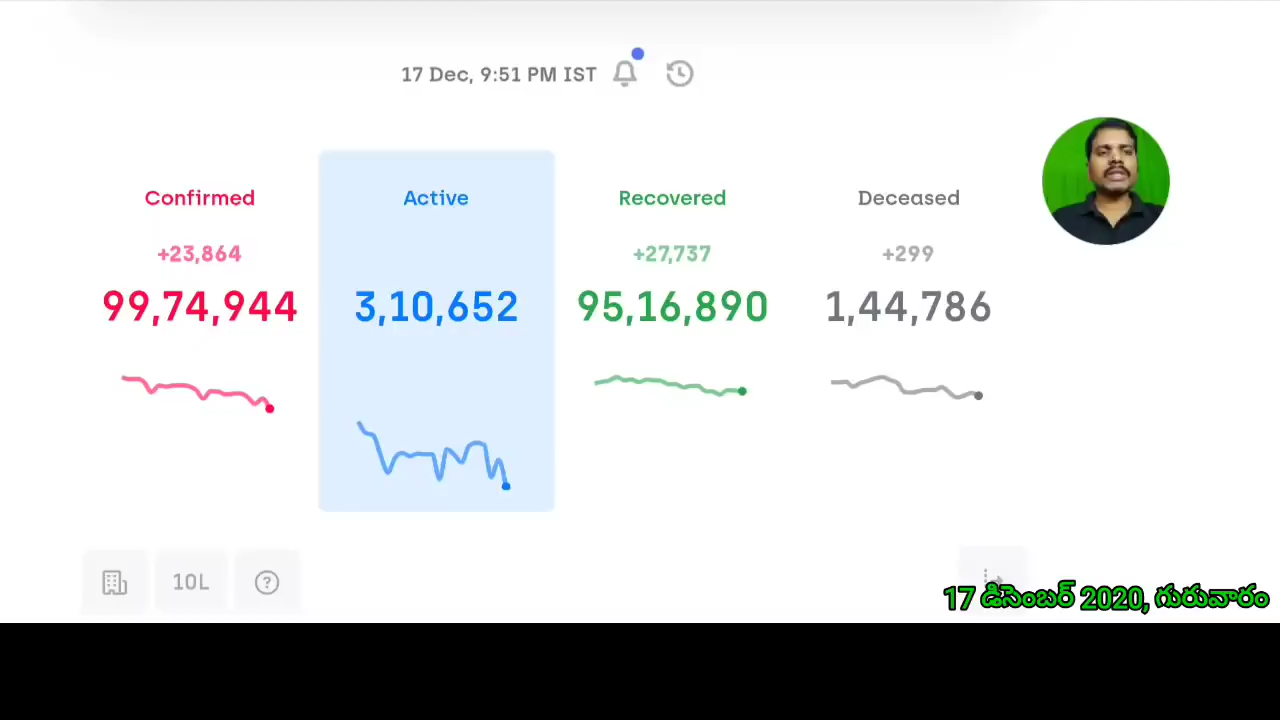 17 Dec, 9:51 PM IST
Confirmed
+23,864
99,74,944
Active
3,10,652
Recovered
+27,737
95,16,890
Deceased
+299
1,44,786
10L
?
17 డిసెంబర్ 2020, గురువారం